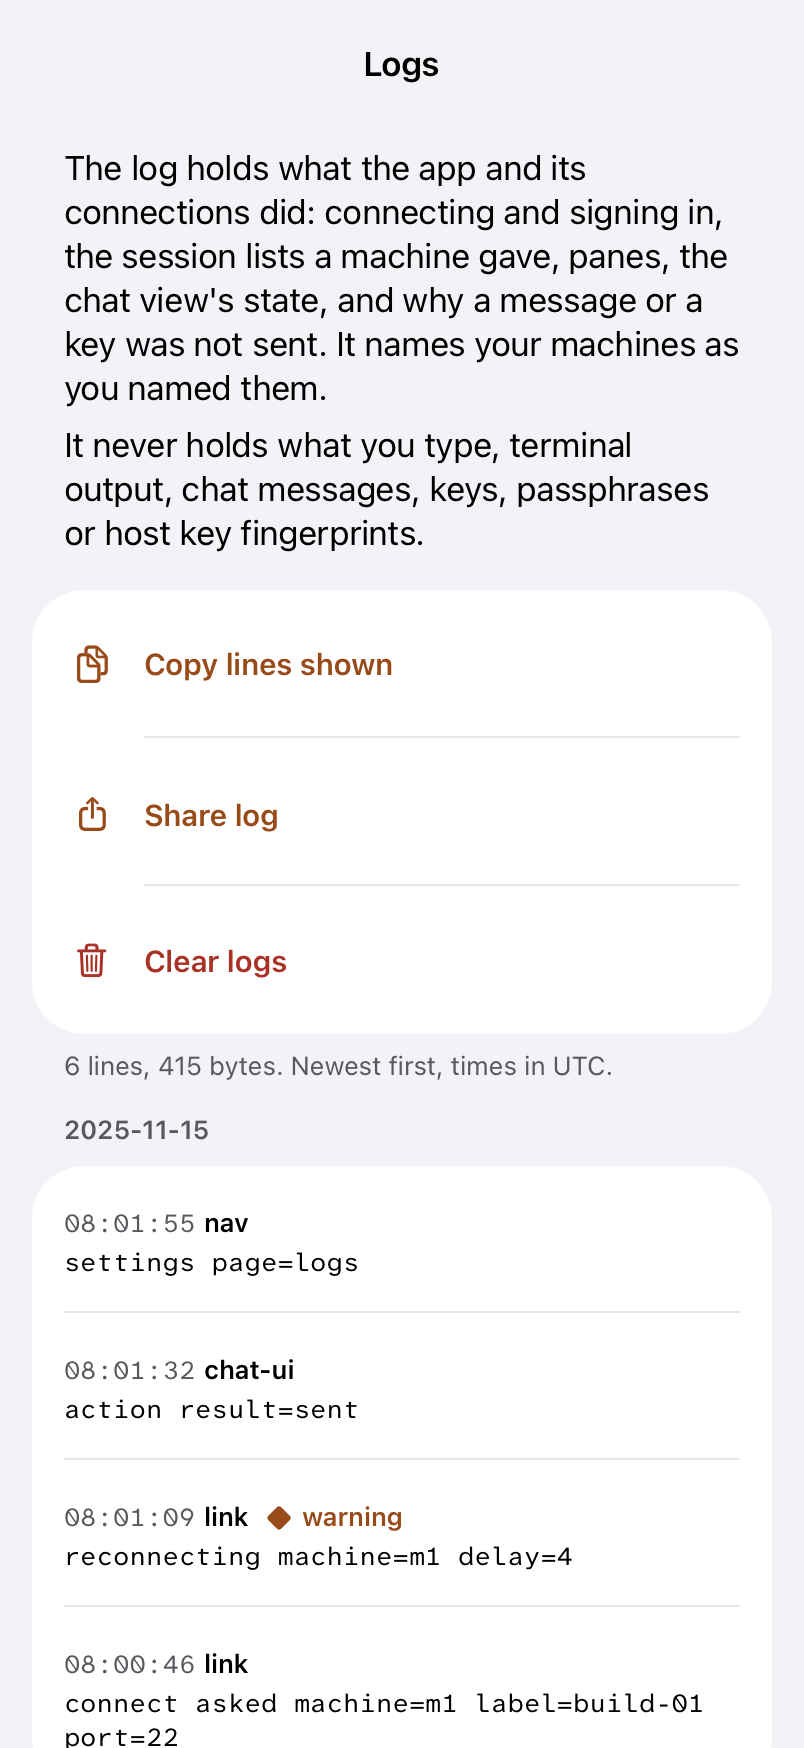 Logs
The log holds what the app and its
connections did: connecting and signing in,
the session lists a machine gave, panes, the
chat view's state, and why a message or a
key was not sent. It names your machines as
you named them.
It never holds what you type, terminal
output, chat messages, keys, passphrases
or host key fingerprints.
Copy lines shown
Share log
Clear logs
6 lines, 415 bytes. Newest first, times in UTC.
2025-11-15
08:01:55 nav
settings page=logs
08:01:32 chat-ui
action result=sent
08:01:09 link ◆ warning
reconnecting machine=m1 delay=4
08:00:46 link
connect asked machine=m1 label=build-01
port=22